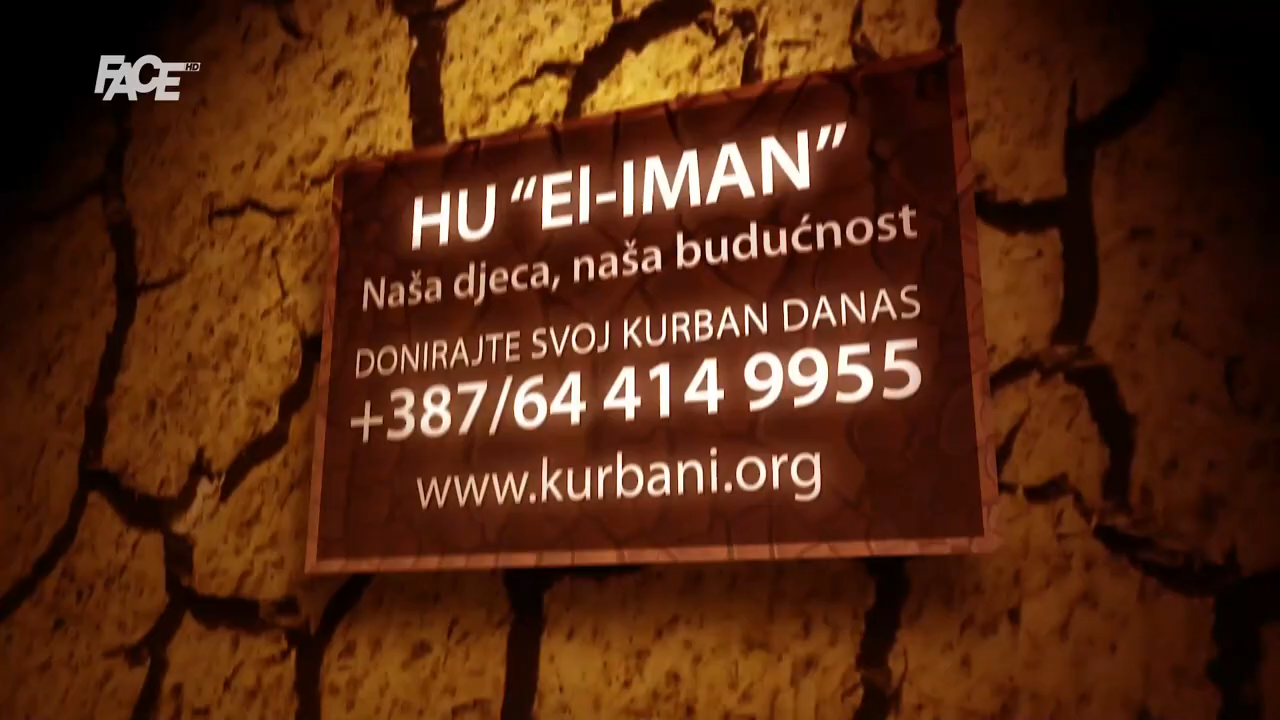 FACE HD
HU “El-IMAN”
Naša djeca, naša budućnost
DONIRAJTE SVOJ KURBAN DANAS
+387/64 414 9955
www.kurbani.org